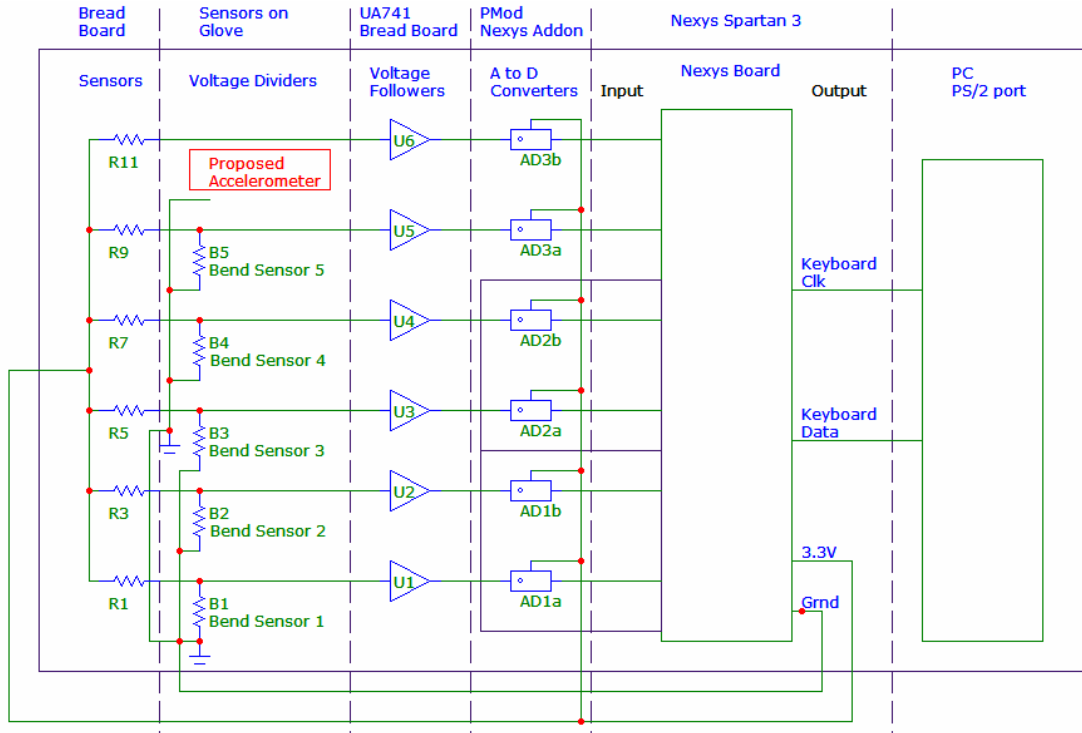 Bread
Board
Sensors on
Glove
UA741
Bread Board
PMod
Nexys Addon
Nexys Spartan 3
Sensors
Voltage Dividers
Voltage
Followers
A to D
Converters
Input
Nexys Board
Output
PC
PS/2 port
R11
Proposed
Accelerometer
U6
AD3b
R9
B5
Bend Sensor 5
U5
AD3a
Keyboard
Clk
R7
B4
Bend Sensor 4
U4
AD2b
R5
B3
Bend Sensor 3
U3
AD2a
Keyboard
Data
R3
B2
Bend Sensor 2
U2
AD1b
3.3V
R1
B1
Bend Sensor 1
U1
AD1a
Grnd